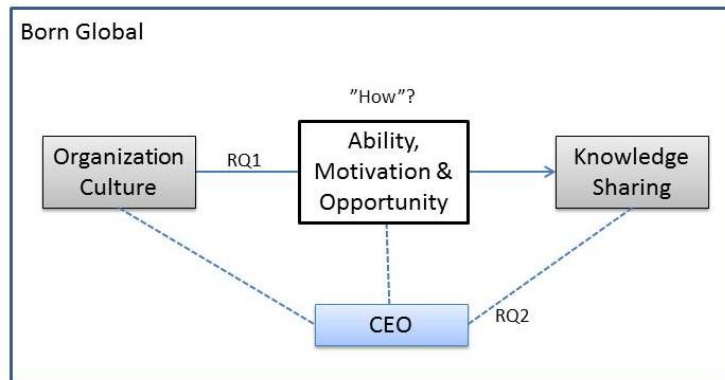 Born Global
”How”?
Organization
Culture
RQ1
Ability,
Motivation &
Opportunity
Knowledge
Sharing
CEO
RQ2